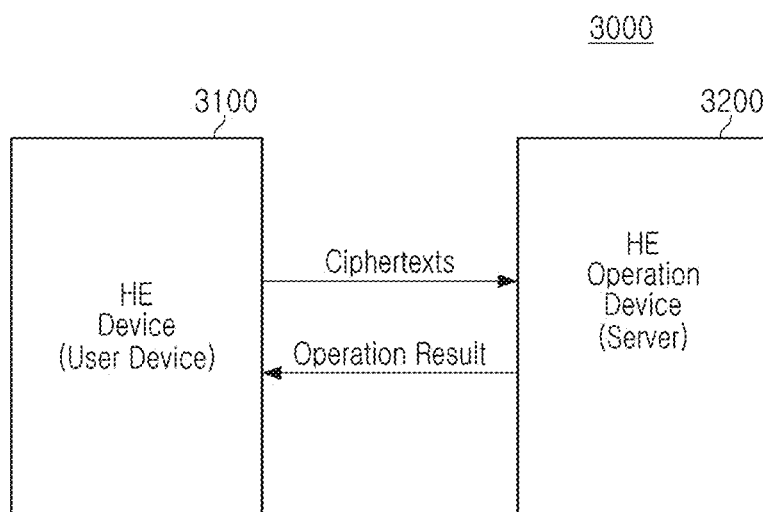 3000
3100
3200
Ciphertexts
HE
Device
(User Device)
HE
Operation
Device
(Server)
Operation Result